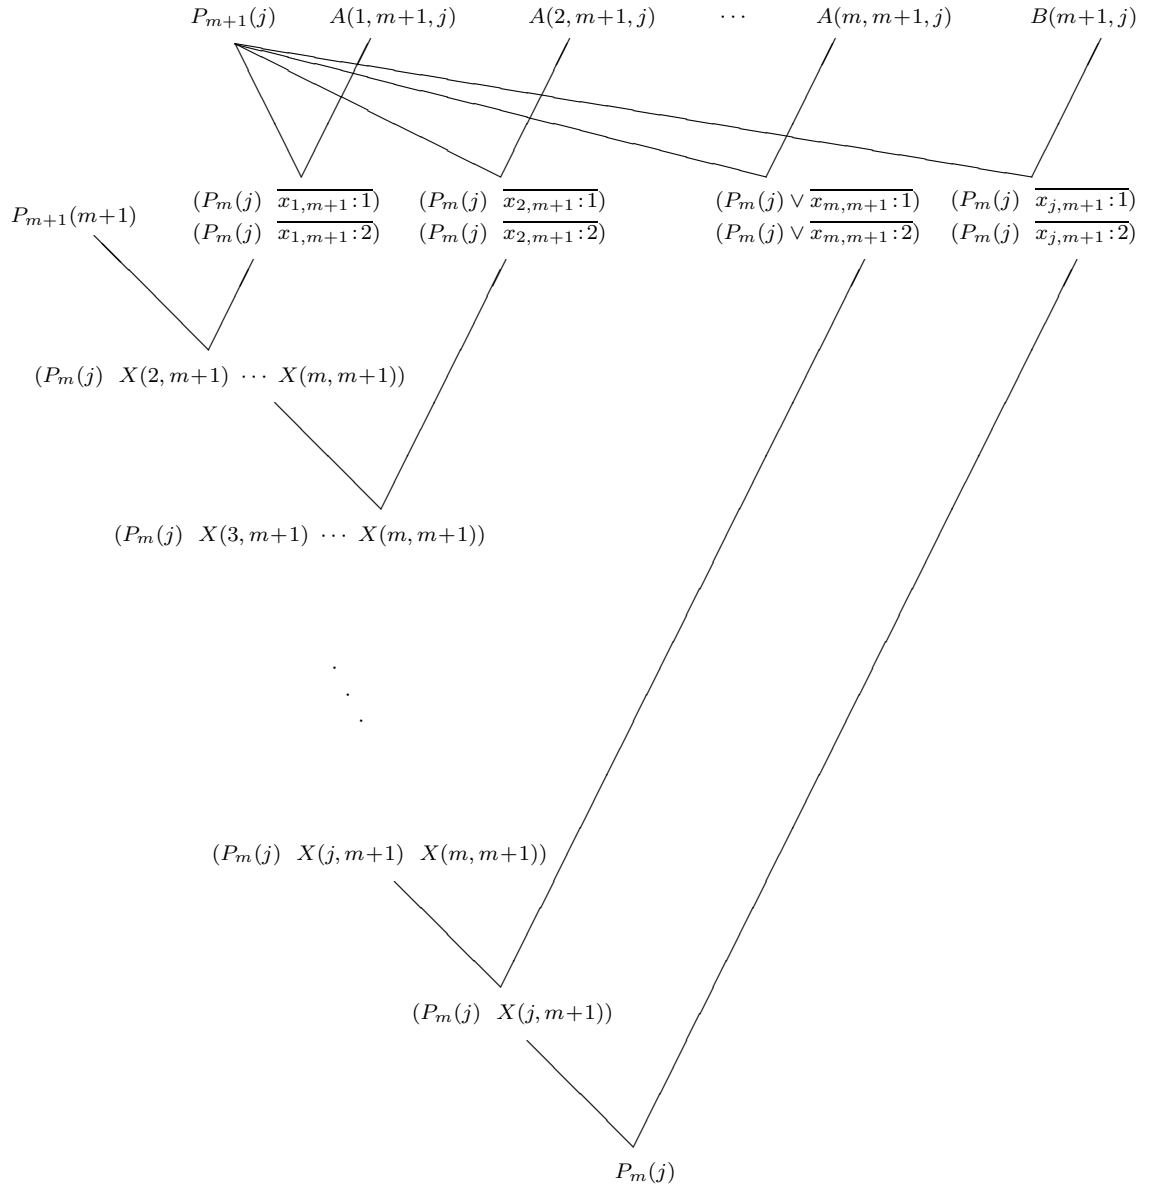 P_{m+1}(j) A(1, m+1, j) A(2, m+1, j) ··· A(m, m+1, j) B(m+1, j)
(P_m(j) \overline{x_{1,m+1}:1}) (P_m(j) \overline{x_{2,m+1}:1}) (P_m(j) ∨ \overline{x_{m,m+1}:1}) (P_m(j) \overline{x_{j,m+1}:1})
P_{m+1}(m+1)
(P_m(j) \overline{x_{1,m+1}:2}) (P_m(j) \overline{x_{2,m+1}:2}) (P_m(j) ∨ \overline{x_{m,m+1}:2}) (P_m(j) \overline{x_{j,m+1}:2})
(P_m(j) X(2, m+1) ··· X(m, m+1))
(P_m(j) X(3, m+1) ··· X(m, m+1))
.
.
.
(P_m(j) X(j, m+1) X(m, m+1))
(P_m(j) X(j, m+1))
P_m(j)